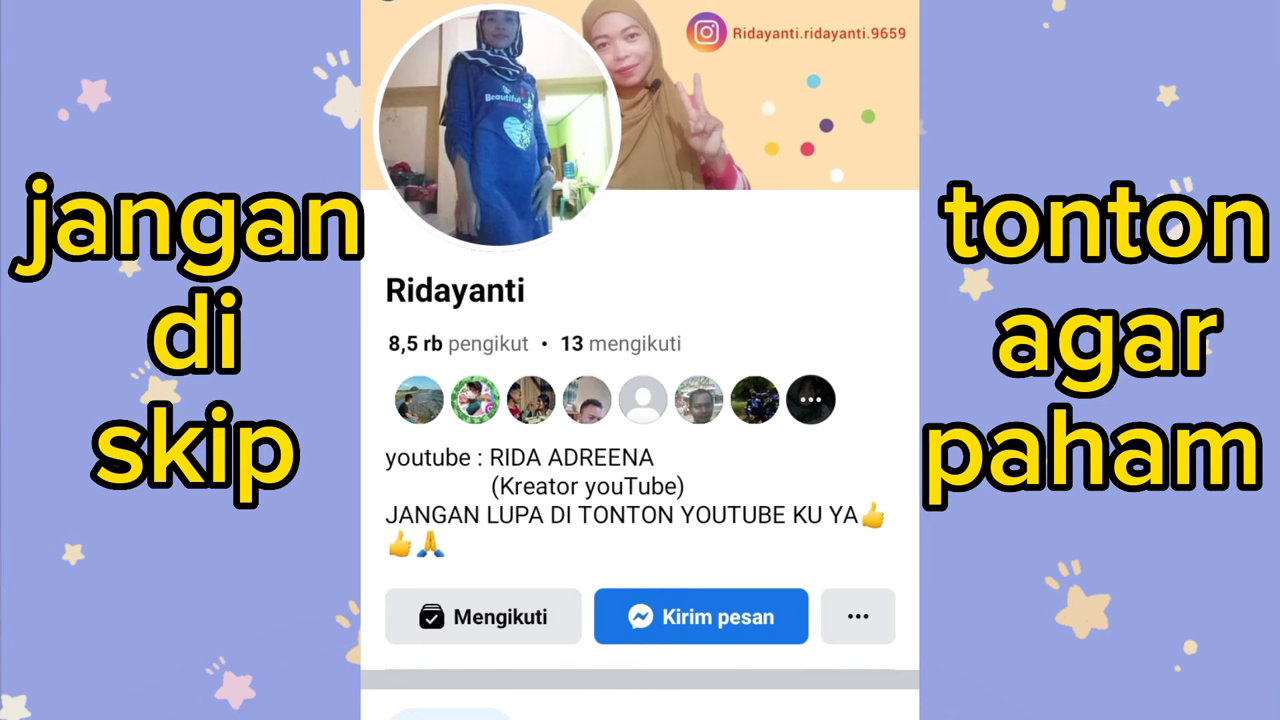 jangan
di
skip
Beautiful
Ridayanti.ridayanti.9659
Ridayanti
8,5 rb pengikut • 13 mengikuti
youtube : RIDA ADREENA
(Kreator youTube)
JANGAN LUPA DI TONTON YOUTUBE KU YA👍
👍🙏
Mengikuti
Kirim pesan
tonton
agar
paham